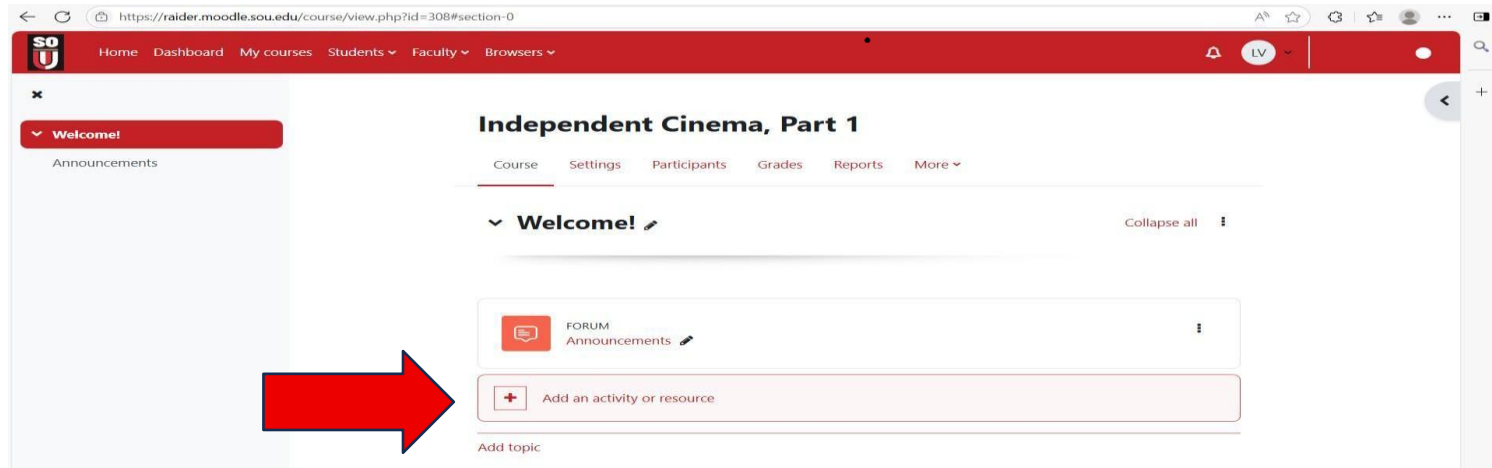 https://raider.moodle.sou.edu/course/view.php?id=308#section-0
SO U Home Dashboard My courses Students Faculty Browsers LV
Welcome!
Announcements
Independent Cinema, Part 1
Course Settings Participants Grades Reports More
Welcome! Collapse all
FORUM
Announcements
Add an activity or resource
Add topic